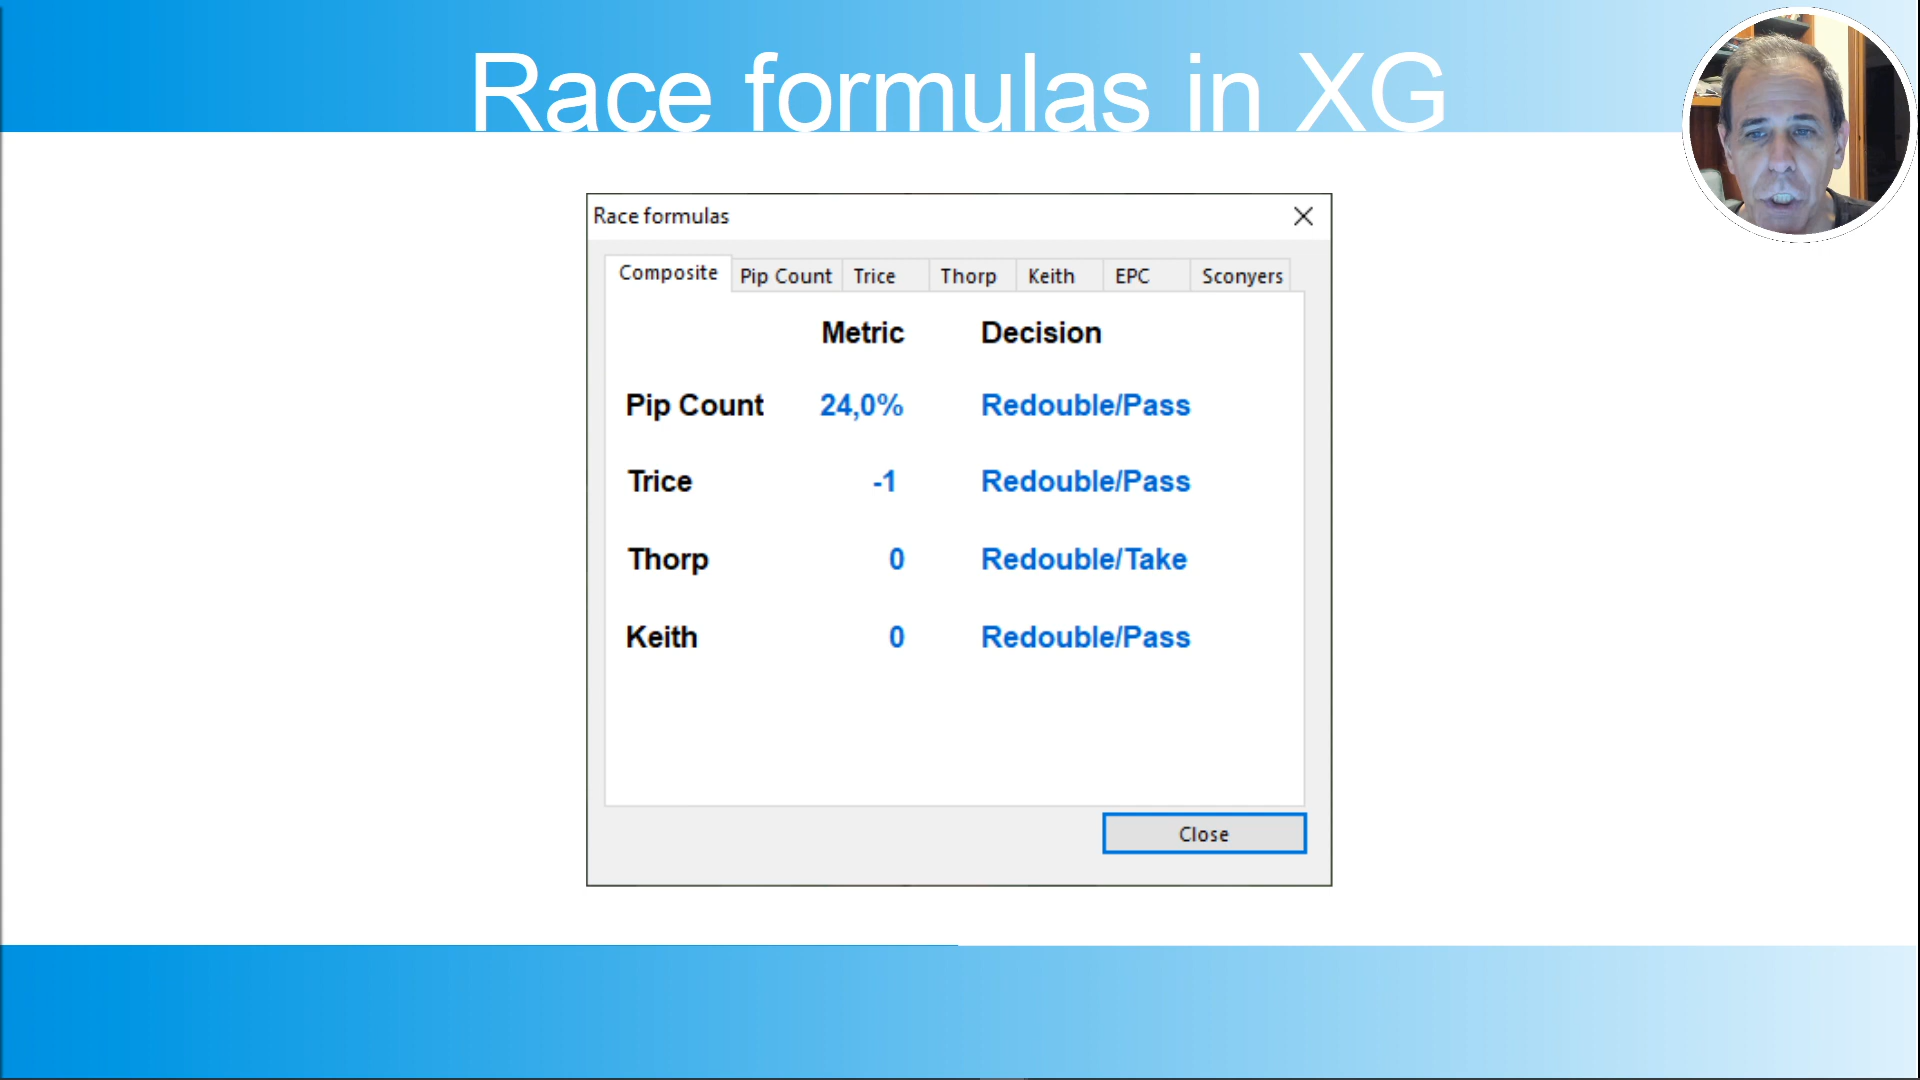 Race formulas in XG
Race formulas
Composite Pip Count Trice Thorp Keith EPC Sconyers
Metric Decision
Pip Count 24,0% Redouble/Pass
Trice -1 Redouble/Pass
Thorp 0 Redouble/Take
Keith 0 Redouble/Pass
Close